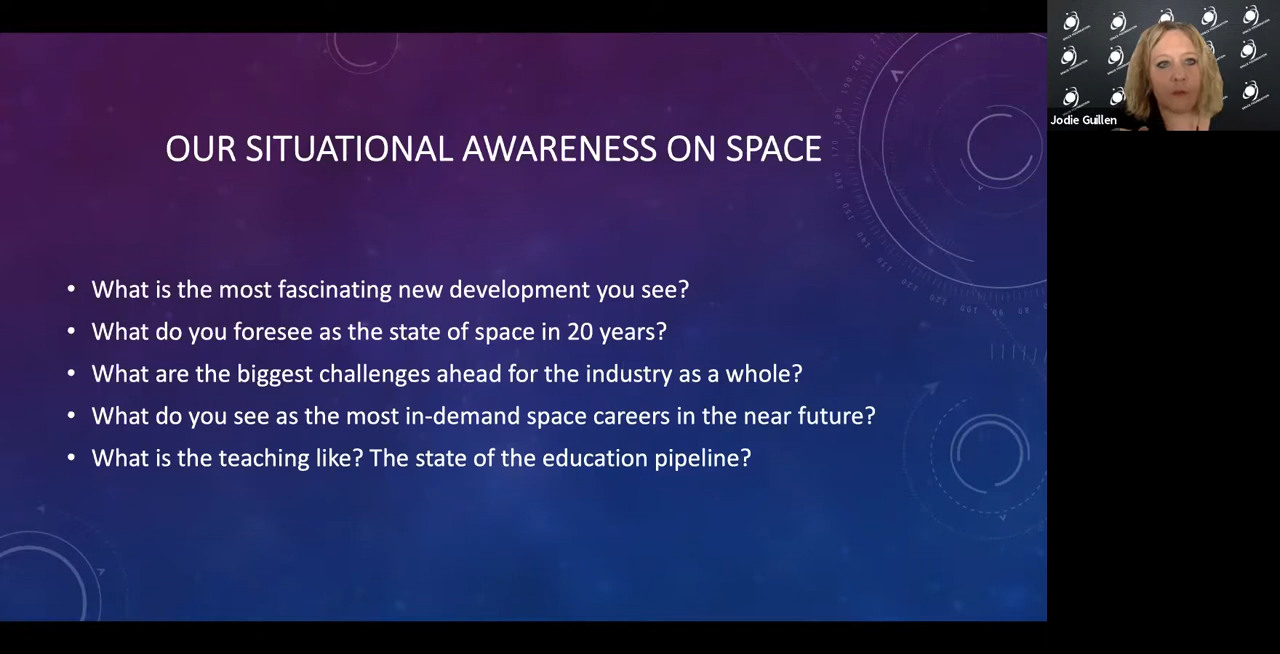 OUR SITUATIONAL AWARENESS ON SPACE
• What is the most fascinating new development you see?
• What do you foresee as the state of space in 20 years?
• What are the biggest challenges ahead for the industry as a whole?
• What do you see as the most in-demand space careers in the near future?
• What is the teaching like? The state of the education pipeline?
Jodie Guillen
SPACE FOUNDATION